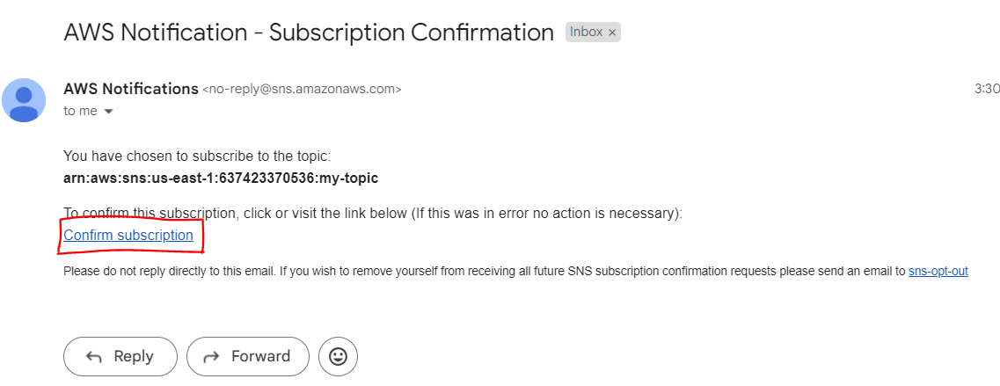 AWS Notification - Subscription Confirmation Inbox ×
AWS Notifications <no-reply@sns.amazonaws.com> 3:30
to me
You have chosen to subscribe to the topic:
arn:aws:sns:us-east-1:637423370536:my-topic
To confirm this subscription, click or visit the link below (If this was in error no action is necessary):
Confirm subscription
Please do not reply directly to this email. If you wish to remove yourself from receiving all future SNS subscription confirmation requests please send an email to sns-opt-out
Reply Forward